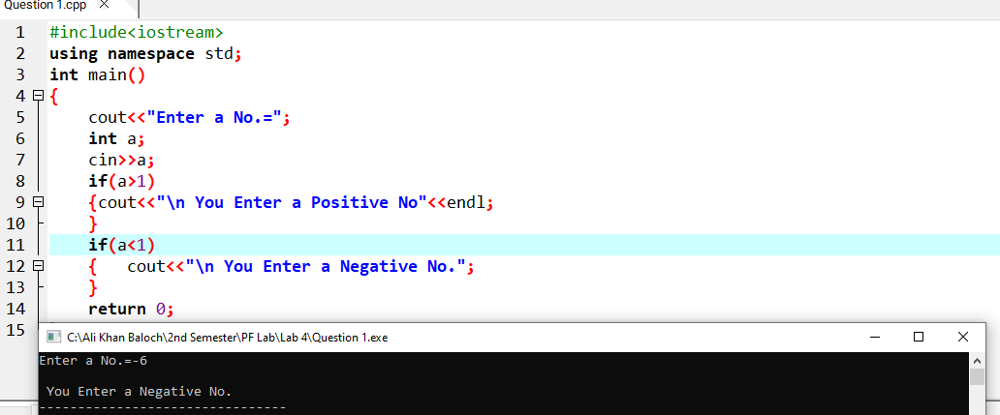 Question 1.cpp
1 #include<iostream>
2 using namespace std;
3 int main()
4 {
5 cout<<"Enter a No.=";
6 int a;
7 cin>>a;
8 if(a>1)
9 {cout<<"\n You Enter a Positive No"<<endl;
10 }
11 if(a<1)
12 { cout<<"\n You Enter a Negative No.";
13 }
14 return 0;
15
C:\Ali Khan Baloch\2nd Semester\PF Lab\Lab 4\Question 1.exe
Enter a No.=-6
You Enter a Negative No.
--------------------------------